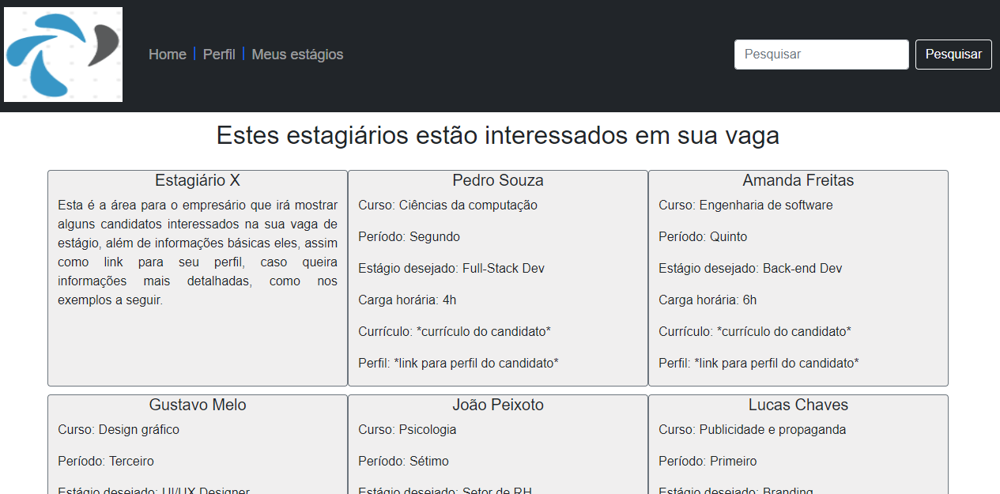 Home | Perfil | Meus estágios
Pesquisar
Pesquisar
Estes estagiários estão interessados em sua vaga
Estagiário X
Esta é a área para o empresário que irá mostrar
alguns candidatos interessados na sua vaga de
estágio, além de informações básicas eles, assim
como link para seu perfil, caso queira
informações mais detalhadas, como nos
exemplos a seguir.
Pedro Souza
Curso: Ciências da computação
Período: Segundo
Estágio desejado: Full-Stack Dev
Carga horária: 4h
Currículo: *currículo do candidato*
Perfil: *link para perfil do candidato*
Amanda Freitas
Curso: Engenharia de software
Período: Quinto
Estágio desejado: Back-end Dev
Carga horária: 6h
Currículo: *currículo do candidato*
Perfil: *link para perfil do candidato*
Gustavo Melo
Curso: Design gráfico
Período: Terceiro
Estágio desejado: UI/UX Designer
João Peixoto
Curso: Psicologia
Período: Sétimo
Estágio desejado: Setor de RH
Lucas Chaves
Curso: Publicidade e propaganda
Período: Primeiro
Estágio desejado: Branding